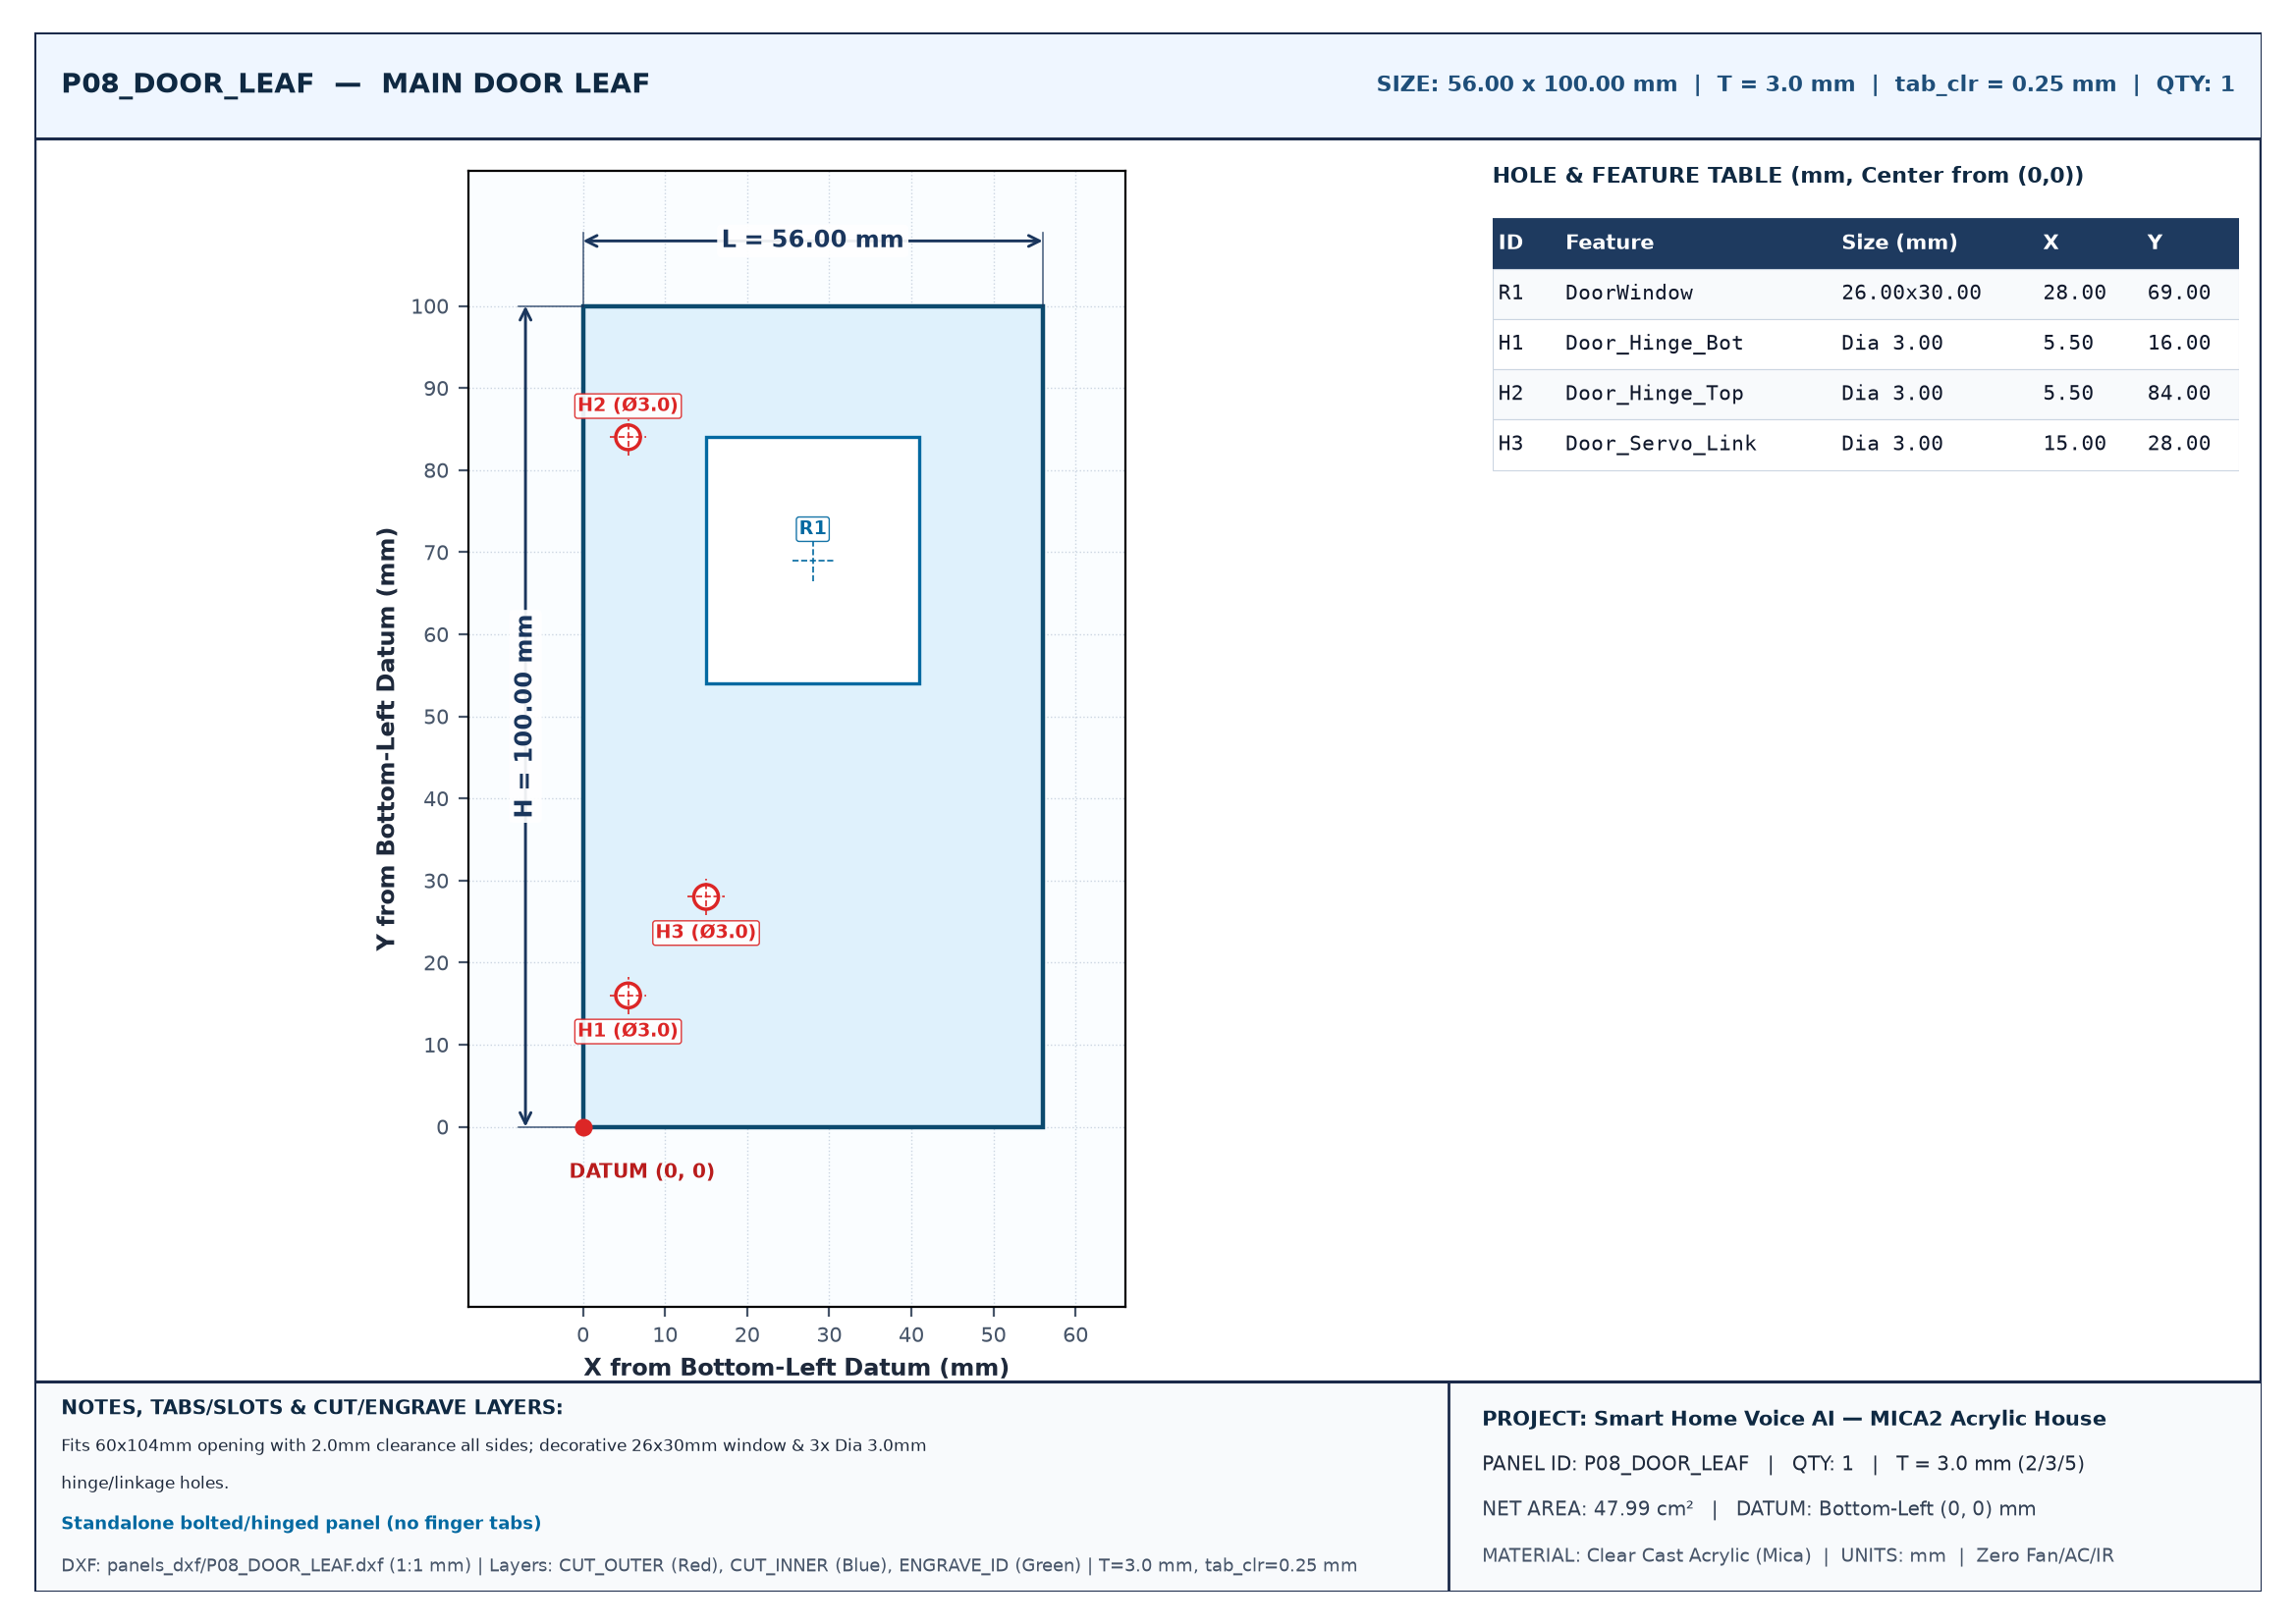 P08_DOOR_LEAF — MAIN DOOR LEAF
SIZE: 56.00 x 100.00 mm | T = 3.0 mm | tab_clr = 0.25 mm | QTY: 1
HOLE & FEATURE TABLE (mm, Center from (0,0))
ID Feature Size (mm) X Y
R1 DoorWindow 26.00x30.00 28.00 69.00
H1 Door_Hinge_Bot Dia 3.00 5.50 16.00
H2 Door_Hinge_Top Dia 3.00 5.50 84.00
H3 Door_Servo_Link Dia 3.00 15.00 28.00
L = 56.00 mm
H = 100.00 mm
Y from Bottom-Left Datum (mm)
100
90
80
70
60
50
40
30
20
10
0
H2 (Ø3.0)
R1
H3 (Ø3.0)
H1 (Ø3.0)
DATUM (0, 0)
0 10 20 30 40 50 60
X from Bottom-Left Datum (mm)
NOTES, TABS/SLOTS & CUT/ENGRAVE LAYERS:
Fits 60x104mm opening with 2.0mm clearance all sides; decorative 26x30mm window & 3x Dia 3.0mm
hinge/linkage holes.
Standalone bolted/hinged panel (no finger tabs)
DXF: panels_dxf/P08_DOOR_LEAF.dxf (1:1 mm) | Layers: CUT_OUTER (Red), CUT_INNER (Blue), ENGRAVE_ID (Green) | T=3.0 mm, tab_clr=0.25 mm
PROJECT: Smart Home Voice AI — MICA2 Acrylic House
PANEL ID: P08_DOOR_LEAF | QTY: 1 | T = 3.0 mm (2/3/5)
NET AREA: 47.99 cm² | DATUM: Bottom-Left (0, 0) mm
MATERIAL: Clear Cast Acrylic (Mica) | UNITS: mm | Zero Fan/AC/IR